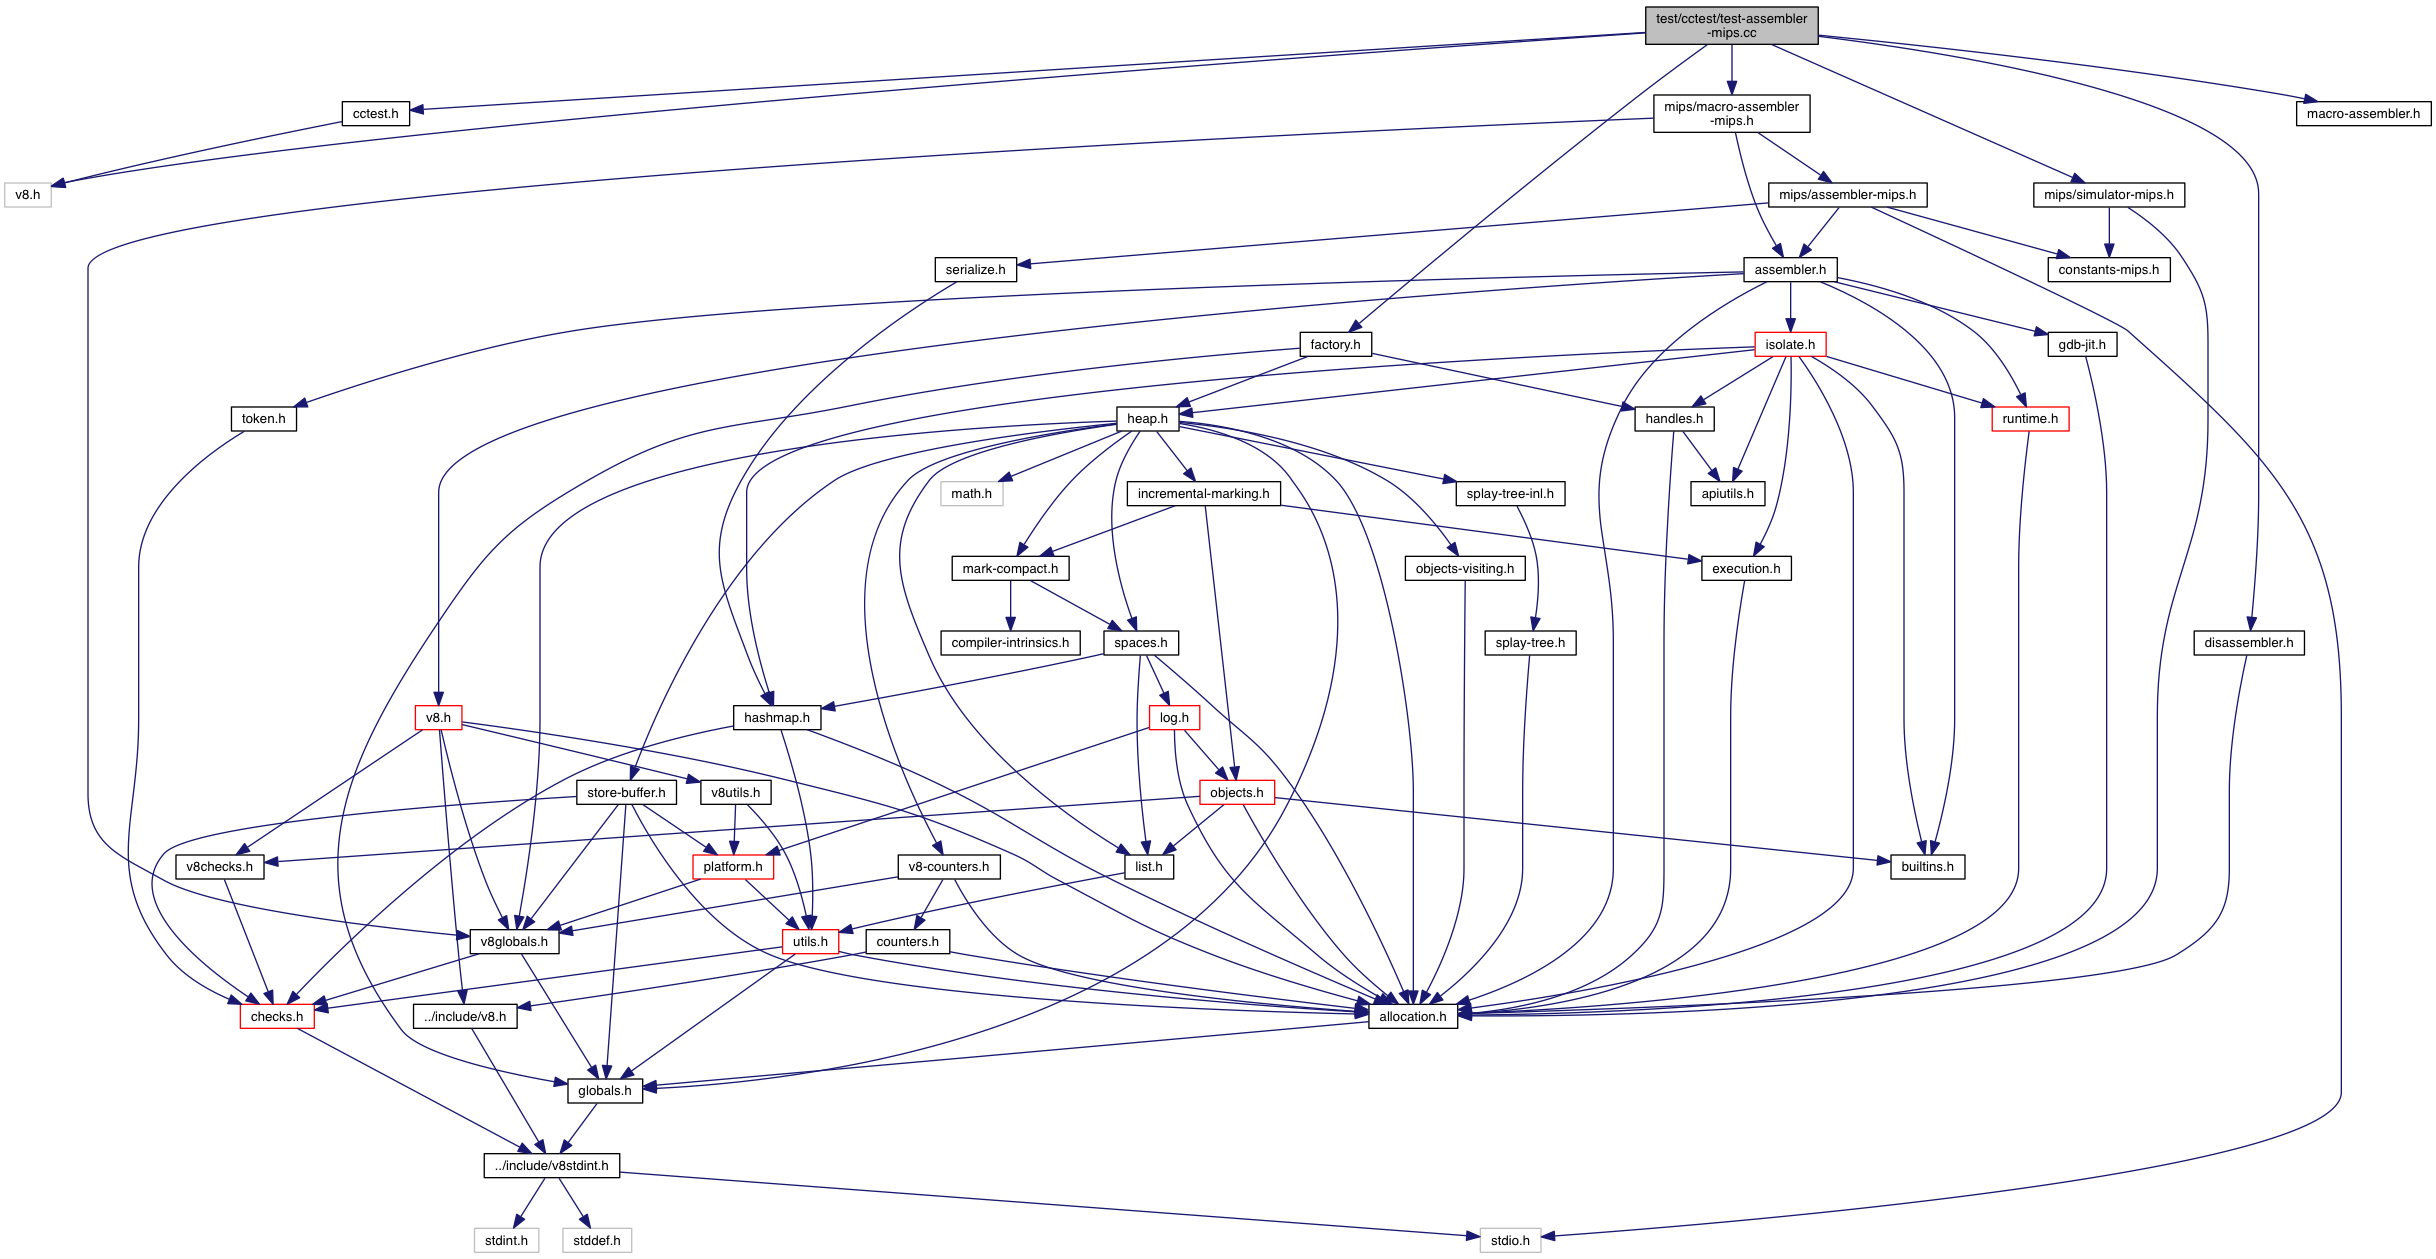 test/cctest/test-assembler
-mips.cc
cctest.h
mips/macro-assembler
-mips.h
macro-assembler.h
v8.h
mips/assembler-mips.h
mips/simulator-mips.h
serialize.h
assembler.h
constants-mips.h
factory.h
isolate.h
gdb-jit.h
token.h
heap.h
handles.h
runtime.h
math.h
incremental-marking.h
splay-tree-inl.h
apiutils.h
mark-compact.h
objects-visiting.h
execution.h
compiler-intrinsics.h
spaces.h
splay-tree.h
disassembler.h
v8.h
hashmap.h
log.h
store-buffer.h
v8utils.h
objects.h
v8checks.h
platform.h
v8-counters.h
list.h
builtins.h
v8globals.h
utils.h
counters.h
checks.h
../include/v8.h
allocation.h
globals.h
../include/v8stdint.h
stdint.h
stddef.h
stdio.h